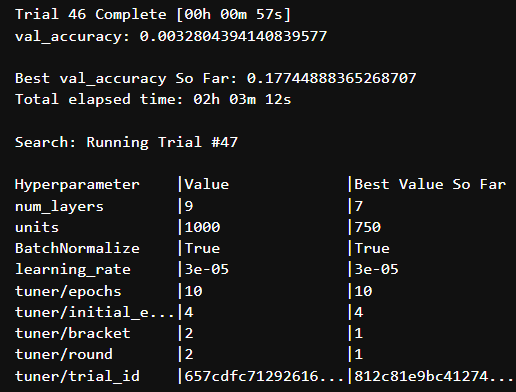 Trial 46 Complete [00h 00m 57s]
val_accuracy: 0.0032804394140839577
Best val_accuracy So Far: 0.17744888365268707
Total elapsed time: 02h 03m 12s
Search: Running Trial #47
Hyperparameter |Value |Best Value So Far
num_layers |9 |7
units |1000 |750
BatchNormalize |True |True
learning_rate |3e-05 |3e-05
tuner/epochs |10 |10
tuner/initial_e...|4 |4
tuner/bracket |2 |1
tuner/round |2 |1
tuner/trial_id |657cdfc71292616...|812c81e9bc41274...